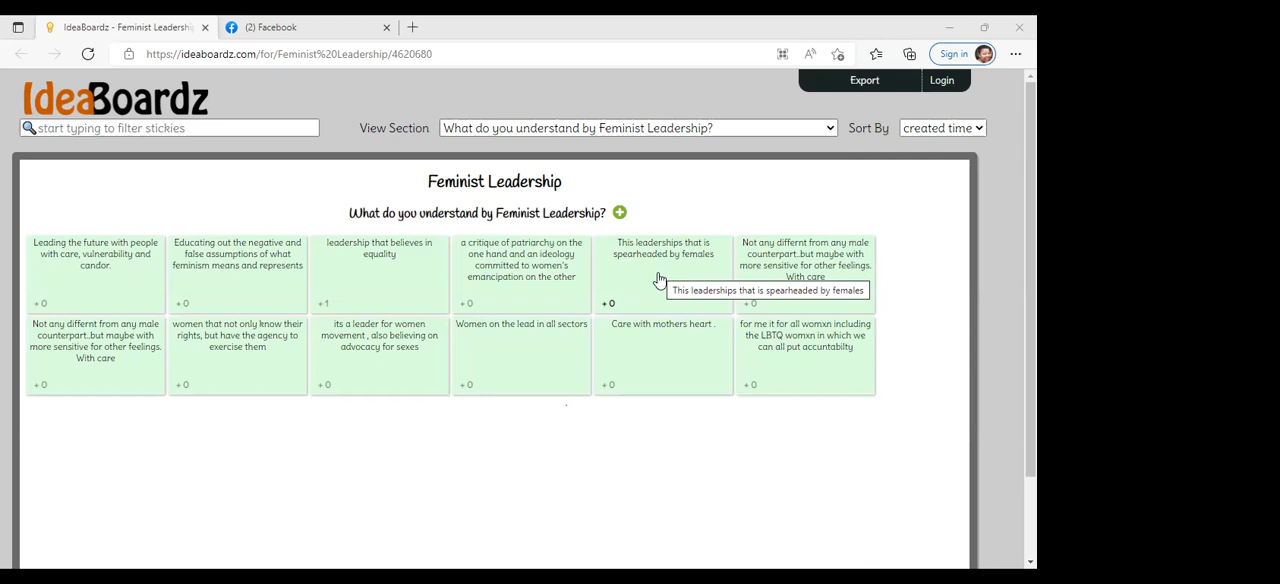 IdeaBoardz - Feminist Leadershi
(2) Facebook
https://ideaboardz.com/for/Feminist%20Leadership/4620680
Sign in
Export
Login
IdeaBoardz
start typing to filter stickies
View Section
What do you understand by Feminist Leadership?
Sort By
created time
Feminist Leadership
What do you understand by Feminist Leadership?
Leading the future with people
with care, vulnerability and
candor.
+ 0
Educating out the negative and
false assumptions of what
feminism means and represents
+ 0
leadership that believes in
equality
+1
a critique of patriarchy on the
one hand and an ideology
committed to women's
emancipation on the other
+ 0
This leaderships that is
spearheaded by females
+ 0
This leaderships that is spearheaded by females
Not any differnt from any male
counterpart..but maybe with
more sensitive for other feelings.
With care
+ 0
Not any differnt from any male
counterpart..but maybe with
more sensitive for other feelings.
With care
+ 0
women that not only know their
rights, but have the agency to
exercise them
+ 0
its a leader for women
movement , also believing on
advocacy for sexes
+ 0
Women on the lead in all sectors
+ 0
Care with mothers heart .
+ 0
for me it for all womxn including
the LBTQ womxn in which we
can all put accountabilty
+ 0